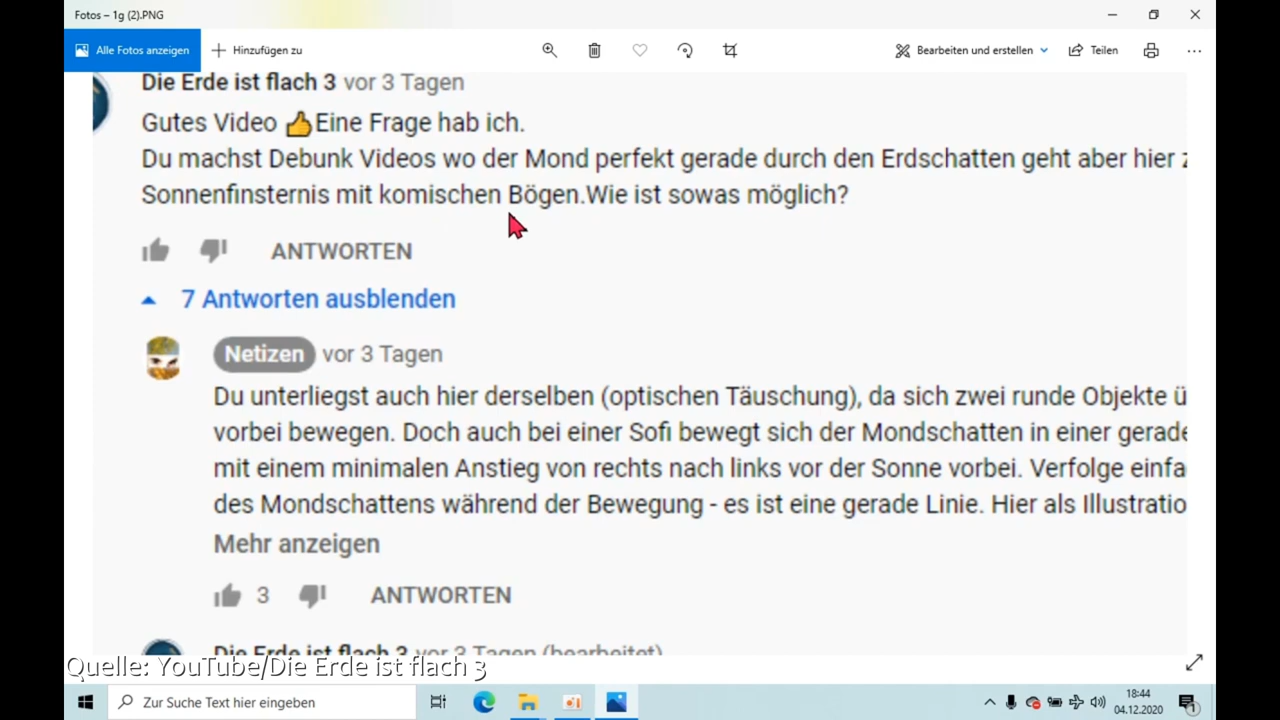 Fotos – 1g (2).PNG
Alle Fotos anzeigen
Hinzufügen zu
Bearbeiten und erstellen
Teilen
Die Erde ist flach 3 vor 3 Tagen
Gutes Video 👍Eine Frage hab ich.
Du machst Debunk Videos wo der Mond perfekt gerade durch den Erdschatten geht aber hier z
Sonnenfinsternis mit komischen Bögen.Wie ist sowas möglich?
ANTWORTEN
7 Antworten ausblenden
Netizen vor 3 Tagen
Du unterliegst auch hier derselben (optischen Täuschung), da sich zwei runde Objekte ü
vorbei bewegen. Doch auch bei einer Sofi bewegt sich der Mondschatten in einer gerade
mit einem minimalen Anstieg von rechts nach links vor der Sonne vorbei. Verfolge einfa
des Mondschattens während der Bewegung - es ist eine gerade Linie. Hier als Illustratio
Mehr anzeigen
3 ANTWORTEN
Die Erde ist flach 3 vor 3 Tagen (bearbeitet)
Quelle: YouTube/Die Erde ist flach 3
Zur Suche Text hier eingeben
18:44
04.12.2020
1